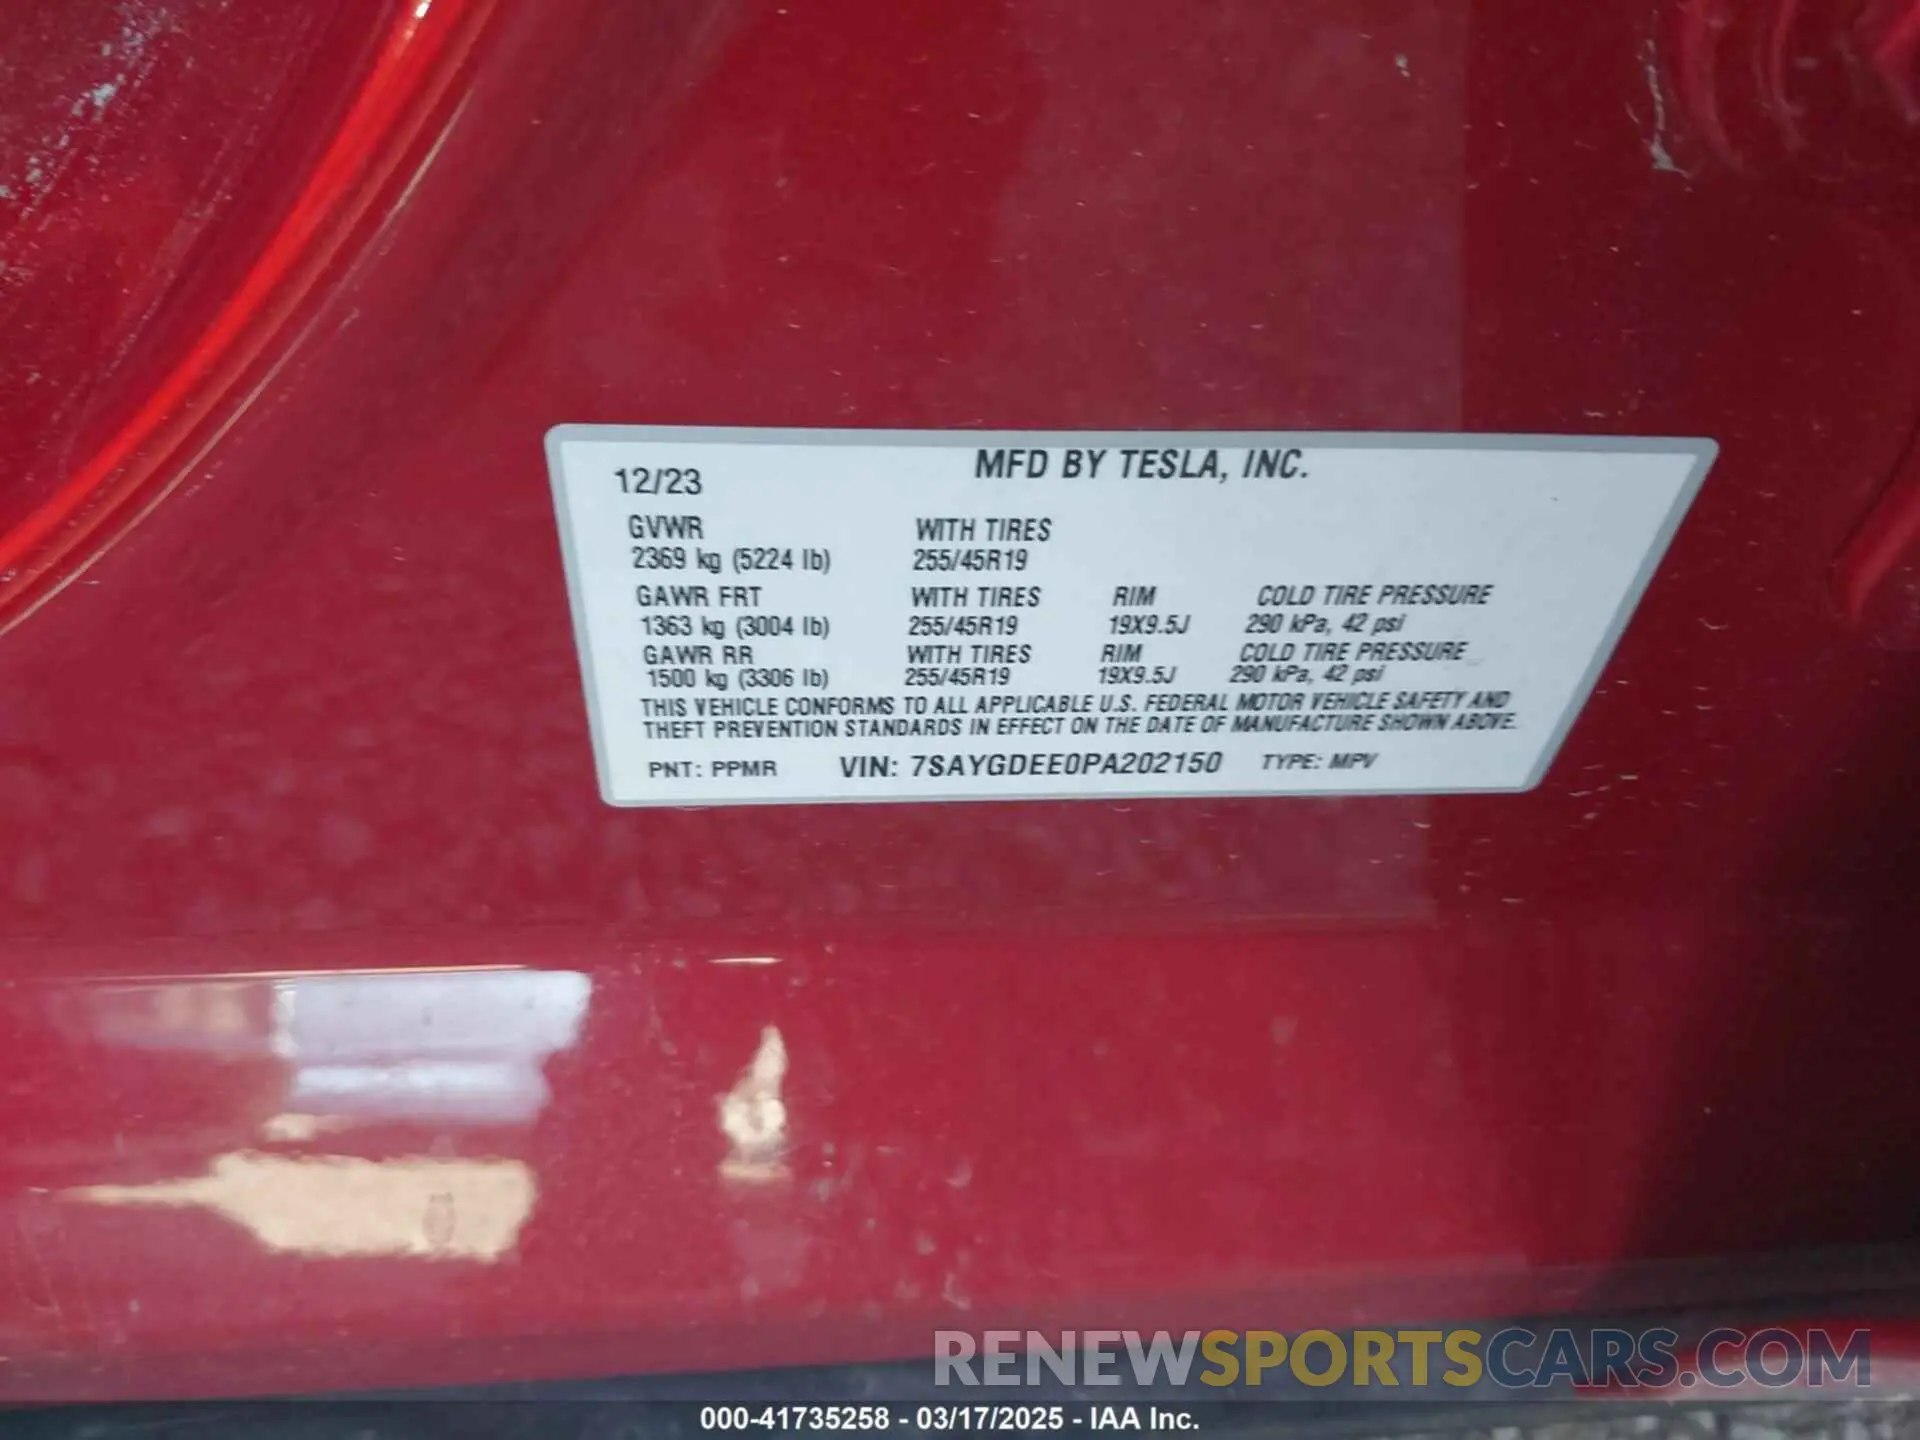 12/23 MFD BY TESLA, INC.
GVWR WITH TIRES
2369 kg (5224 lb) 255/45R19
GAWR FRT WITH TIRES RIM COLD TIRE PRESSURE
1363 kg (3004 lb) 255/45R19 19X9.5J 290 kPa, 42 psi
GAWR RR WITH TIRES RIM COLD TIRE PRESSURE
1500 kg (3306 lb) 255/45R19 19X9.5J 290 kPa, 42 psi
THIS VEHICLE CONFORMS TO ALL APPLICABLE U.S. FEDERAL MOTOR VEHICLE SAFETY AND
THEFT PREVENTION STANDARDS IN EFFECT ON THE DATE OF MANUFACTURE SHOWN ABOVE.
PNT: PPMR VIN: 7SAYGDEE0PA202150 TYPE: MPV
RENEWSPORTSCARS.COM
000-41735258 - 03/17/2025 - IAA Inc.